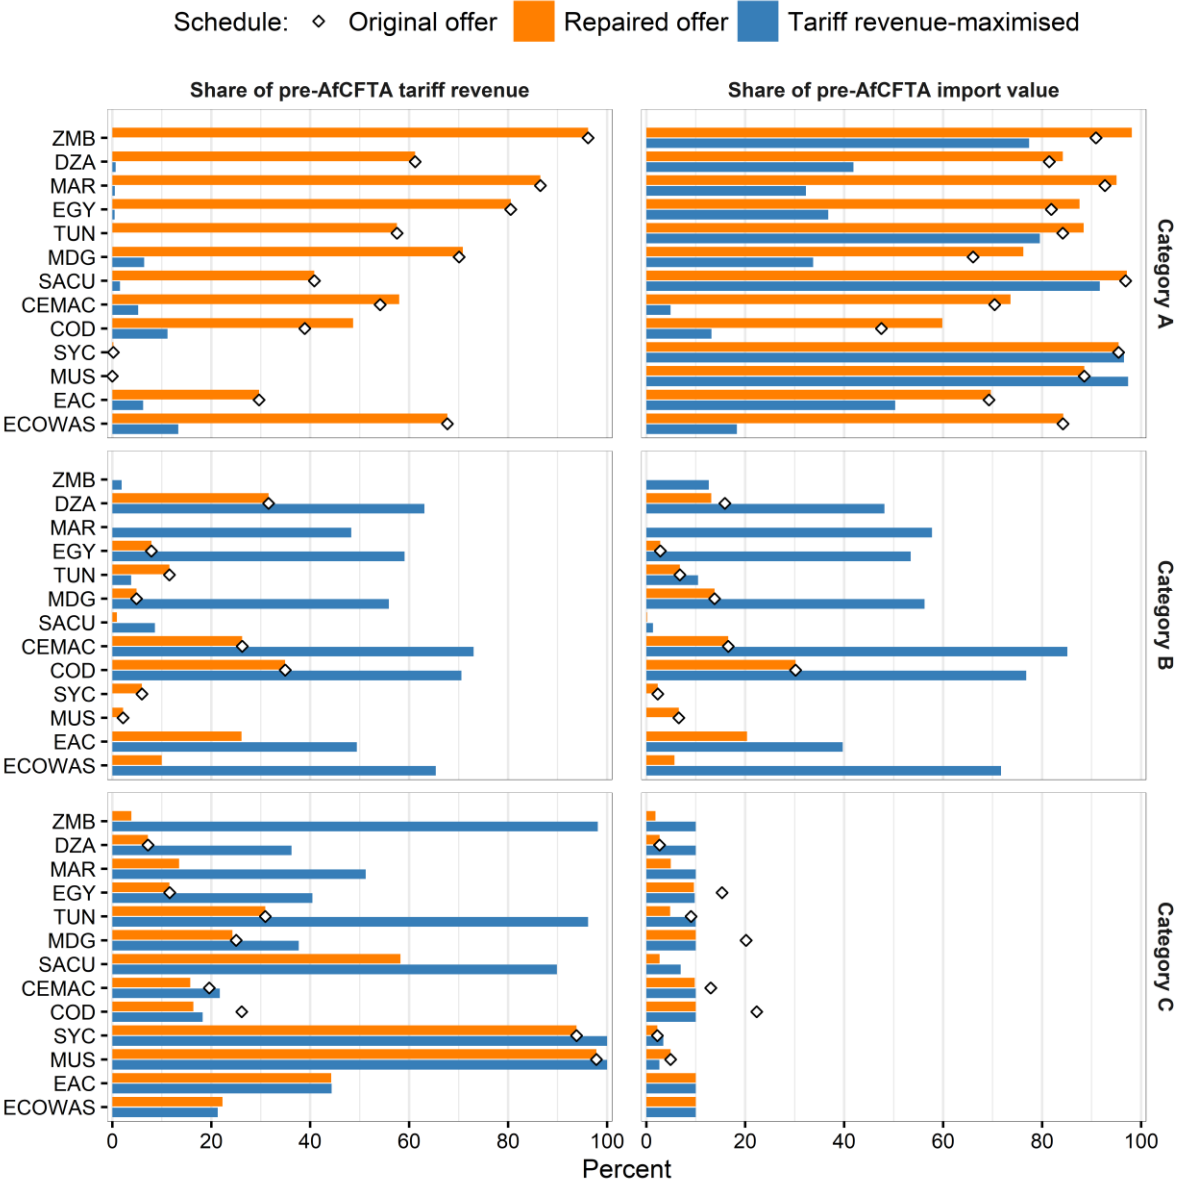 Schedule: Original offer Repaired offer Tariff revenue-maximised
Share of pre-AfCFTA tariff revenue
Share of pre-AfCFTA import value
ZMB
DZA
MAR
EGY
TUN
MDG
SACU
CEMAC
COD
SYC
MUS
EAC
ECOWAS
Category A
ZMB
DZA
MAR
EGY
TUN
MDG
SACU
CEMAC
COD
SYC
MUS
EAC
ECOWAS
Category B
ZMB
DZA
MAR
EGY
TUN
MDG
SACU
CEMAC
COD
SYC
MUS
EAC
ECOWAS
Category C
0 20 40 60 80 100
0 20 40 60 80 100
Percent